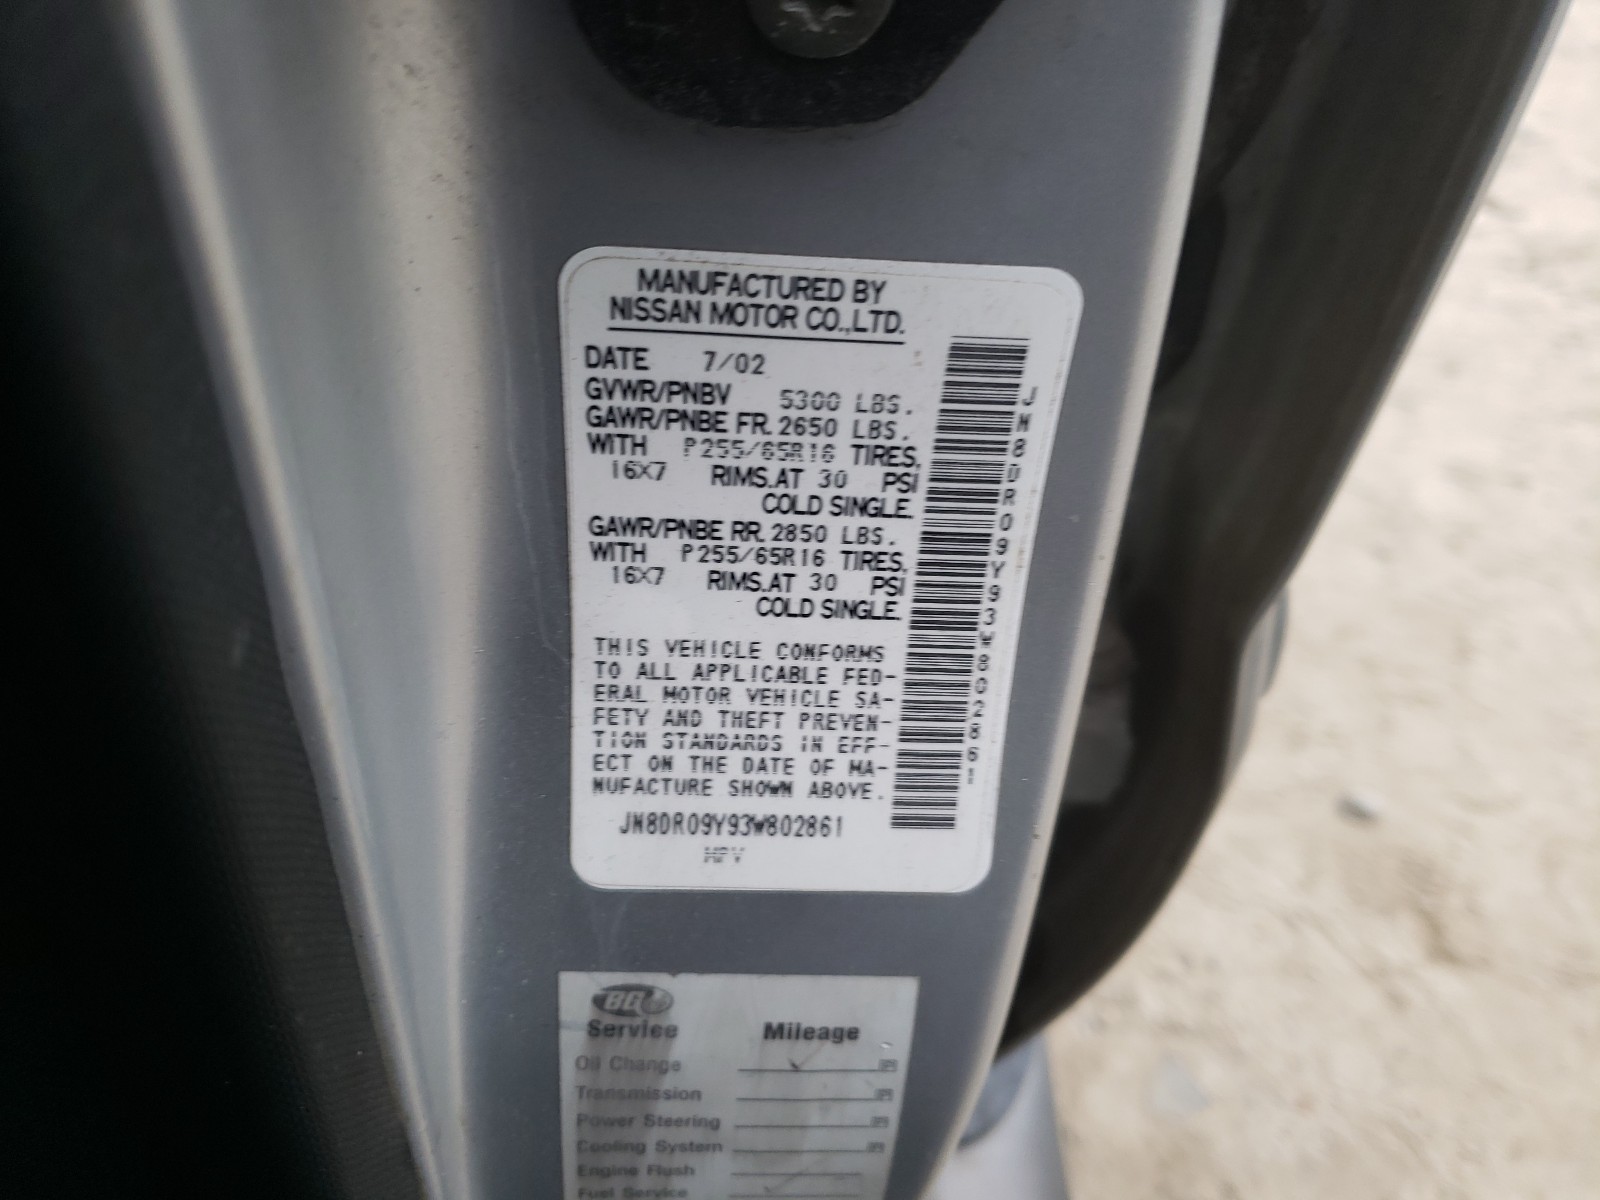 MANUFACTURED BY
NISSAN MOTOR CO.,LTD.
DATE 7/02
GVWR/PNBV 5300 LBS.
GAWR/PNBE FR. 2650 LBS.
WITH P255/65R16 TIRES,
16X7 RIMS.AT 30 PSI
COLD SINGLE.
GAWR/PNBE RR. 2850 LBS.
WITH P255/65R16 TIRES,
16X7 RIMS.AT 30 PSI
COLD SINGLE.
THIS VEHICLE CONFORMS
TO ALL APPLICABLE FED-
ERAL MOTOR VEHICLE SA-
FETY AND THEFT PREVEN-
TION STANDARDS IN EFF-
ECT ON THE DATE OF MA-
NUFACTURE SHOWN ABOVE.
JN8DR09Y93W802861
MPV
JN8DR09Y93W802861
BG
Service Mileage
Oil Change
Transmission
Power Steering
Cooling System
Engine Flush
Fuel Service